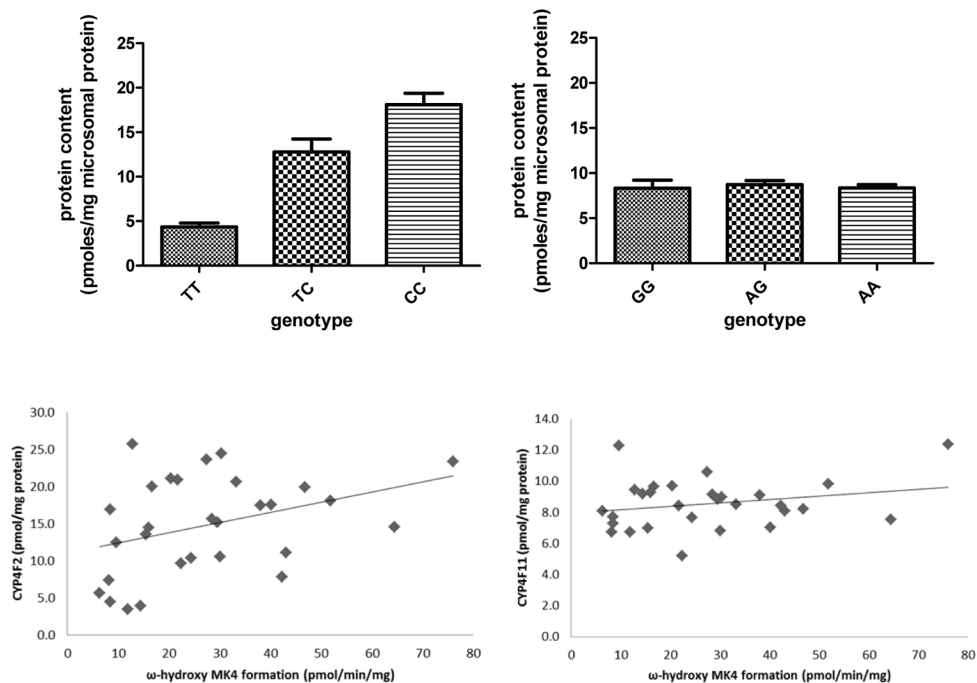 protein content
(pmoles/mg microsomal protein)
25
20
15
10
5
0
TT
TC
CC
genotype
protein content
(pmoles/mg microsomal protein)
25
20
15
10
5
0
GG
AG
AA
genotype
CYP4F2 (pmol/mg protein)
30.0
25.0
20.0
15.0
10.0
5.0
0.0
0 10 20 30 40 50 60 70 80
ω-hydroxy MK4 formation (pmol/min/mg)
CYP4F11 (pmol/mg protein)
14.0
12.0
10.0
8.0
6.0
4.0
2.0
0.0
0 10 20 30 40 50 60 70 80
ω-hydroxy MK4 formation (pmol/min/mg)